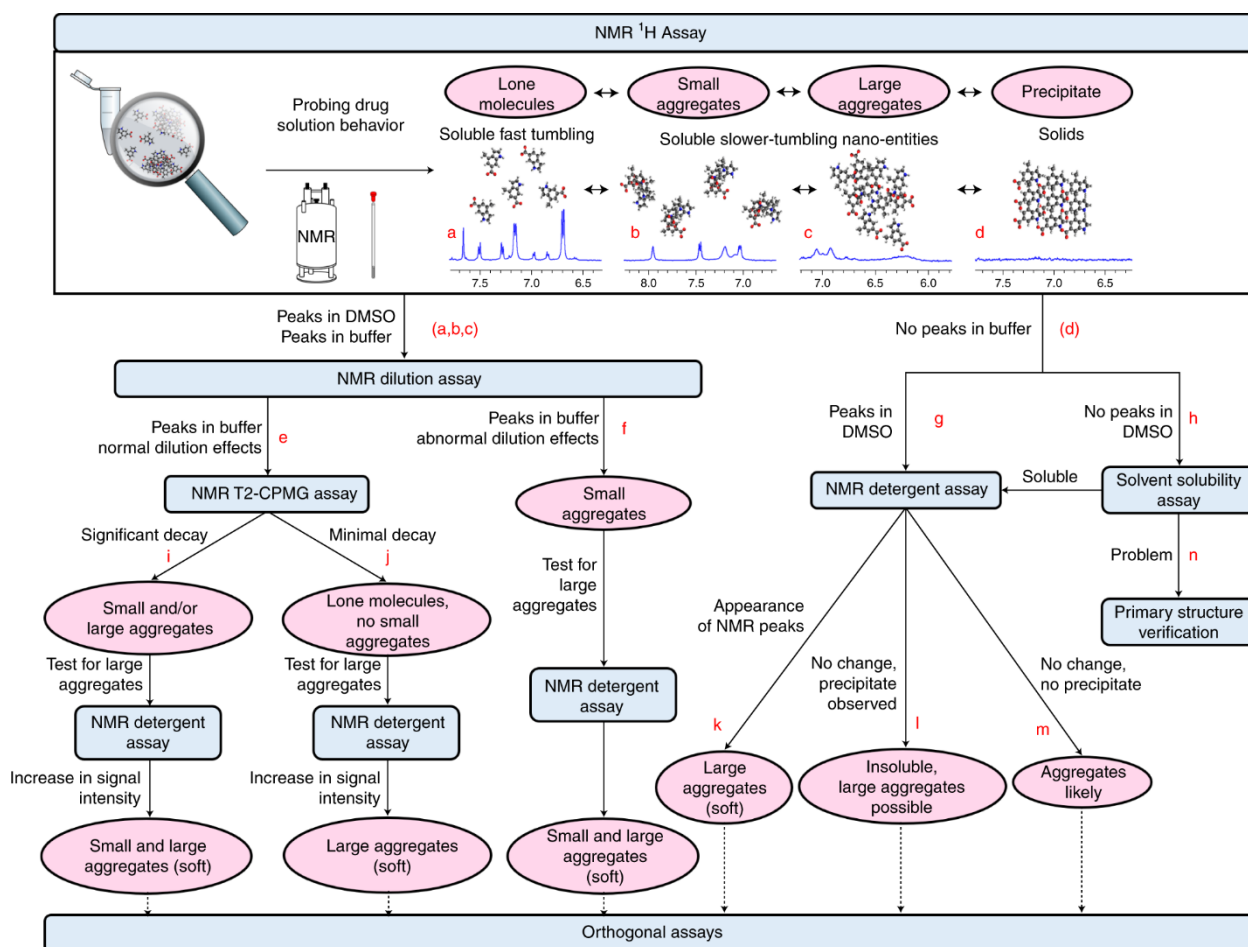 NMR ¹H Assay
Probing drug
solution behavior
NMR
Lone
molecules
Small
aggregates
Large
aggregates
Precipitate
Soluble fast tumbling
Soluble slower-tumbling nano-entities
Solids
a
b
c
d
7.5 7.0 6.5
8.0 7.5 7.0
7.0 6.5 6.0
7.5 7.0 6.5
Peaks in DMSO
Peaks in buffer
(a,b,c)
No peaks in buffer
(d)
NMR dilution assay
Peaks in buffer
normal dilution effects
e
Peaks in buffer
abnormal dilution effects
f
Peaks in
DMSO
g
No peaks in
DMSO
h
NMR T2-CPMG assay
Small
aggregates
NMR detergent assay
Soluble
Solvent solubility
assay
Significant decay
i
Minimal decay
j
Test for
large
aggregates
Problem
n
Small and/or
large aggregates
Lone molecules,
no small
aggregates
Appearance
of NMR peaks
Primary structure
verification
Test for large
aggregates
Test for large
aggregates
No change,
precipitate
observed
No change,
no precipitate
NMR detergent
assay
NMR detergent
assay
NMR detergent
assay
k
l
m
Increase in signal
intensity
Increase in signal
intensity
Large
aggregates
(soft)
Insoluble,
large aggregates
possible
Aggregates
likely
Small and large
aggregates (soft)
Large aggregates
(soft)
Small and large
aggregates
(soft)
Orthogonal assays